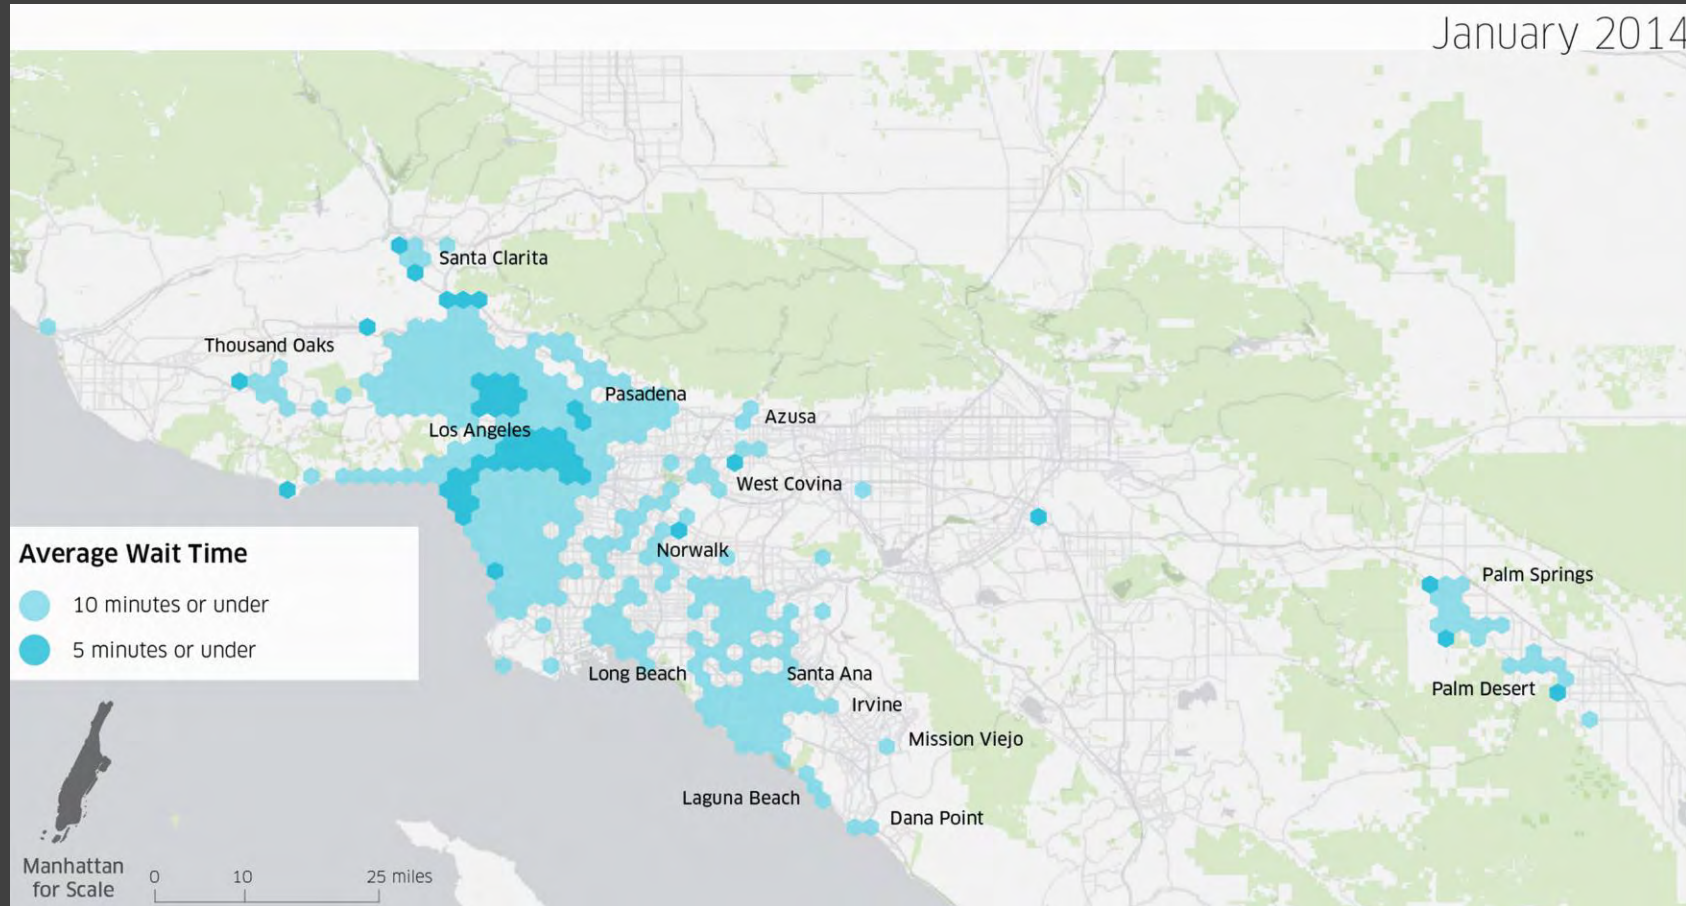 January 2014
Santa Clarita
Thousand Oaks
Pasadena
Azusa
Los Angeles
West Covina
Norwalk
Palm Springs
Long Beach
Santa Ana
Palm Desert
Irvine
Mission Viejo
Laguna Beach
Dana Point
Average Wait Time
10 minutes or under
5 minutes or under
Manhattan
for Scale
0 10 25 miles